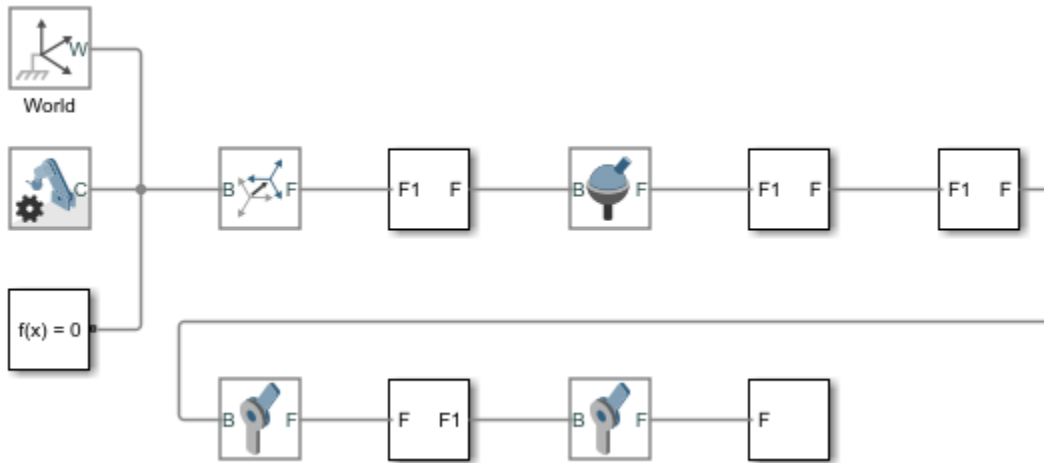 W
World
C
B F F1 F B F F1 F F1 F
f(x) = 0
B F F F1 B F F